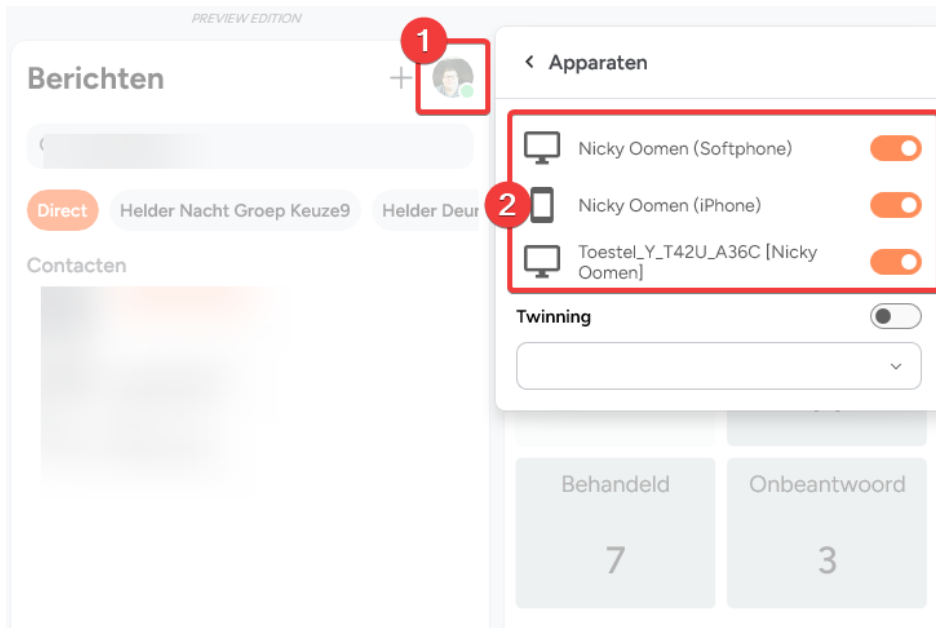 PREVIEW EDITION
1
Berichten
Direct
Helder Nacht Groep Keuze9
Helder Deur
Contacten
Apparaten
Nicky Oomen (Softphone)
2
Nicky Oomen (iPhone)
Toestel_Y_T42U_A36C [Nicky
Oomen]
Twinning
Behandeld
Onbeantwoord
7
3